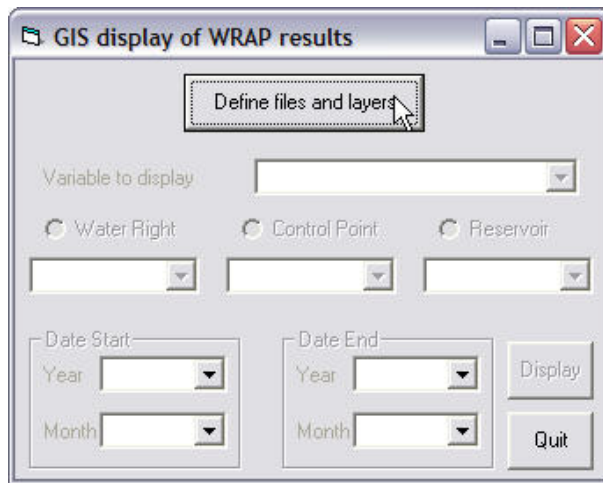 GIS display of WRAP results
Define files and layers
Variable to display
Water Right Control Point Reservoir
Date Start Date End
Year Year Display
Month Month Quit